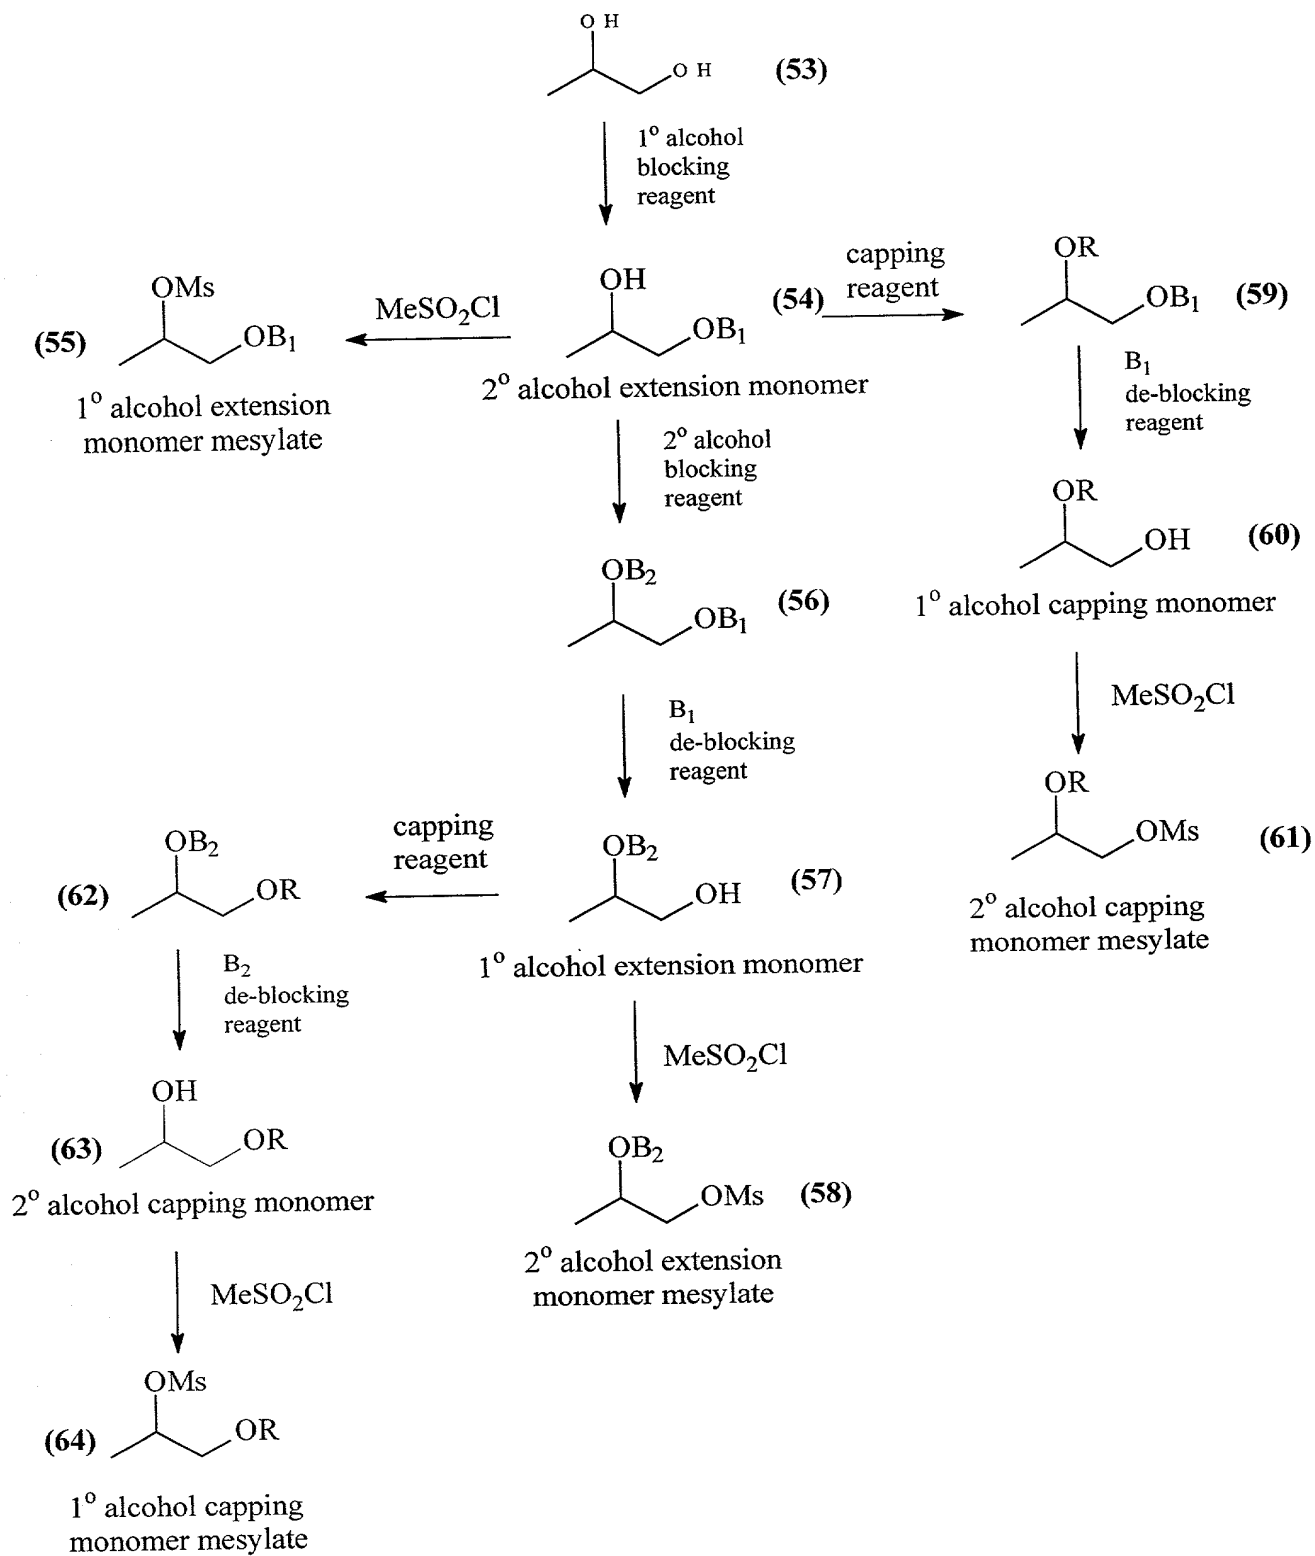 O H
O H
(53)
1° alcohol
blocking
reagent
OMs
OB₁
(55)
1° alcohol extension
monomer mesylate
MeSO₂Cl
OH
OB₁
(54)
2° alcohol extension monomer
capping
reagent
OR
OB₁
(59)
B₁
de-blocking
reagent
2° alcohol
blocking
reagent
OR
OH
(60)
1° alcohol capping monomer
OB₂
OB₁
(56)
MeSO₂Cl
B₁
de-blocking
reagent
OR
OMs
(61)
2° alcohol capping
monomer mesylate
OB₂
OH
(57)
1° alcohol extension monomer
capping
reagent
OB₂
OR
(62)
B₂
de-blocking
reagent
MeSO₂Cl
OH
OR
(63)
2° alcohol capping monomer
OB₂
OMs
(58)
2° alcohol extension
monomer mesylate
MeSO₂Cl
OMs
OR
(64)
1° alcohol capping
monomer mesylate